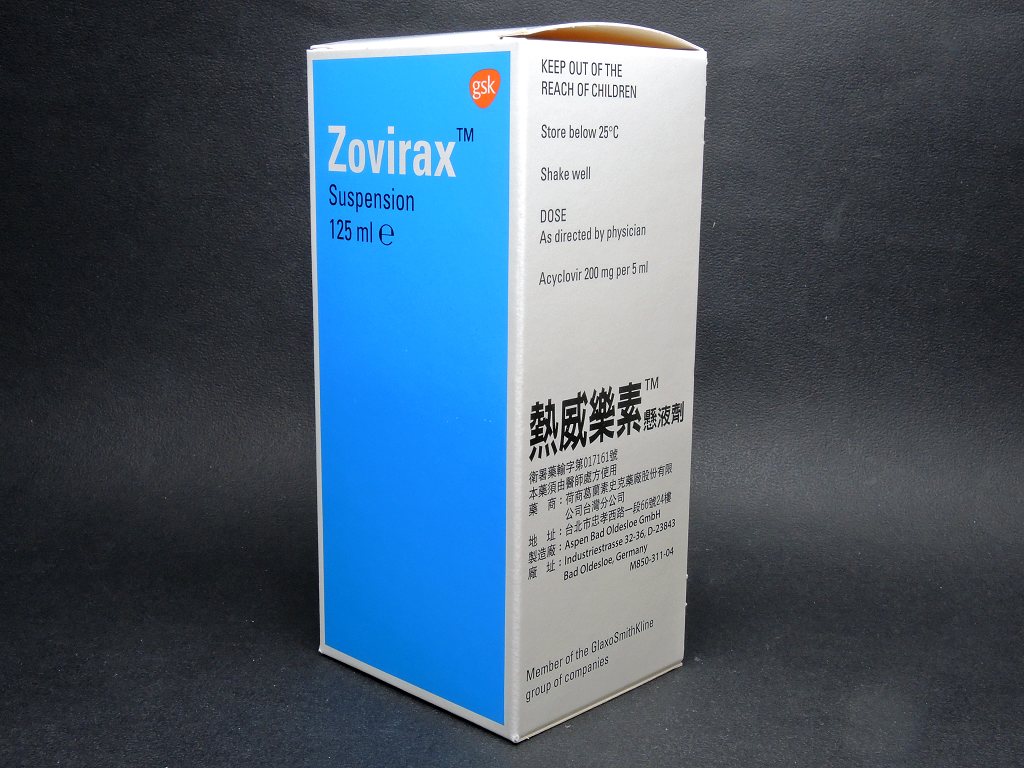 gsk
Zovirax™
Suspension
125 ml ℮
KEEP OUT OF THE
REACH OF CHILDREN
Store below 25°C
Shake well
DOSE
As directed by physician
Acyclovir 200 mg per 5 ml
熱威樂素™懸液劑
衛署藥輸字第017161號
本藥須由醫師處方使用
藥 商：荷商葛蘭素史克藥廠股份有限
公司台灣分公司
地 址：台北市忠孝西路一段66號24樓
製造廠：Aspen Bad Oldesloe GmbH
廠 址：Industriestrasse 32-36, D-23843
Bad Oldesloe, Germany
M850-311-04
Member of the GlaxoSmithKline
group of companies